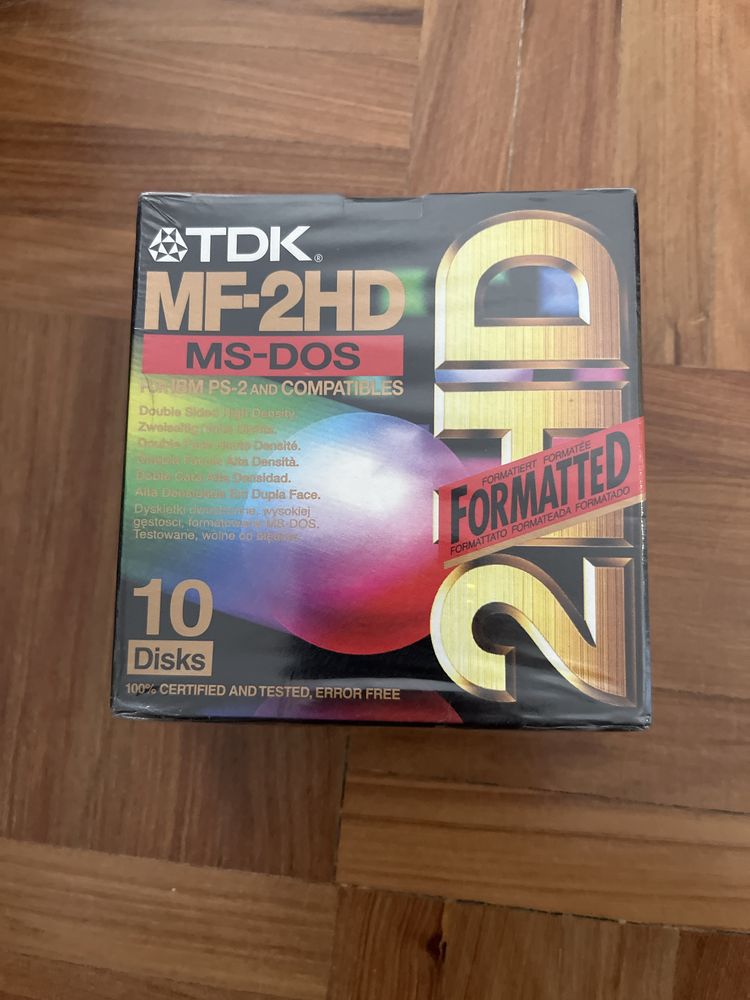 TDK®
MF-2HD
MS-DOS
FOR IBM PS-2 AND COMPATIBLES
Double Sided High Density.
Zweiseitig
Double Face Haute Densité.
Doppia Faccia Alta Densità.
Doble Cara Alta Densidad.
Alta Densidade Em Dupla Face.
Dyskietki dwustronne, wysokiej
gęstości, formatowane MS-DOS.
Testowane, wolne od błędów.
10
Disks
100% CERTIFIED AND TESTED, ERROR FREE
2HD
FORMATIERT FORMATÉE
FORMATTED
FORMATTATO FORMATEADA FORMATADO